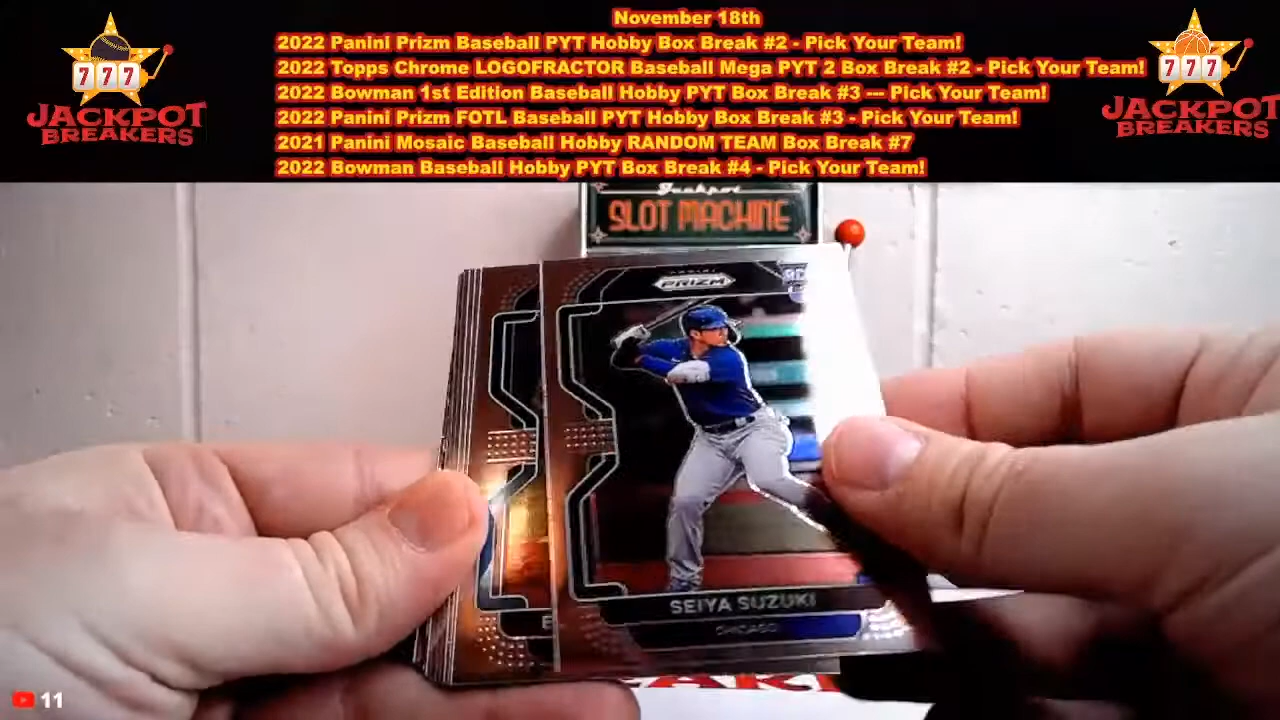 November 18th
2022 Panini Prizm Baseball PYT Hobby Box Break #2 - Pick Your Team!
2022 Topps Chrome LOGOFRACTOR Baseball Mega PYT 2 Box Break #2 - Pick Your Team!
2022 Bowman 1st Edition Baseball Hobby PYT Box Break #3 --- Pick Your Team!
2022 Panini Prizm FOTL Baseball PYT Hobby Box Break #3 - Pick Your Team!
2021 Panini Mosaic Baseball Hobby RANDOM TEAM Box Break #7
2022 Bowman Baseball Hobby PYT Box Break #4 - Pick Your Team!
777
JACKPOT
BREAKERS
777
JACKPOT
BREAKERS
Jackpot
SLOT MACHINE
PANINI
PRIZM
RC
SEIYA SUZUKI
CHICAGO
11